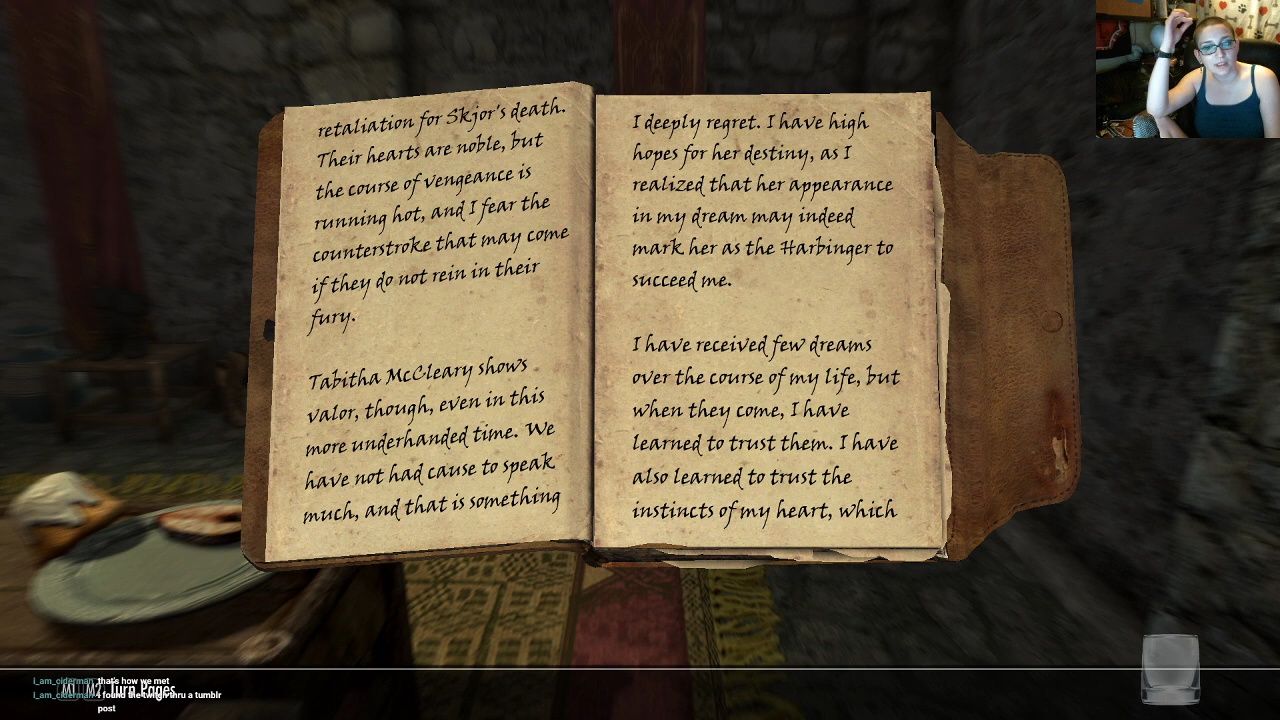 retaliation for Skjor's death.
Their hearts are noble, but
the course of vengeance is
running hot, and I fear the
counterstroke that may come
if they do not rein in their
fury.
Tabitha McCleary shows
valor, though, even in this
more underhanded time. We
have not had cause to speak
much, and that is something
I deeply regret. I have high
hopes for her destiny, as I
realized that her appearance
in my dream may indeed
mark her as the Harbinger to
succeed me.
I have received few dreams
over the course of my life, but
when they come, I have
learned to trust them. I have
also learned to trust the
instincts of my heart, which
i_am_ciderman that's how we met
M1 M2 Turn Pages
i_am_ciderman i found the twitch thru a tumblr
post